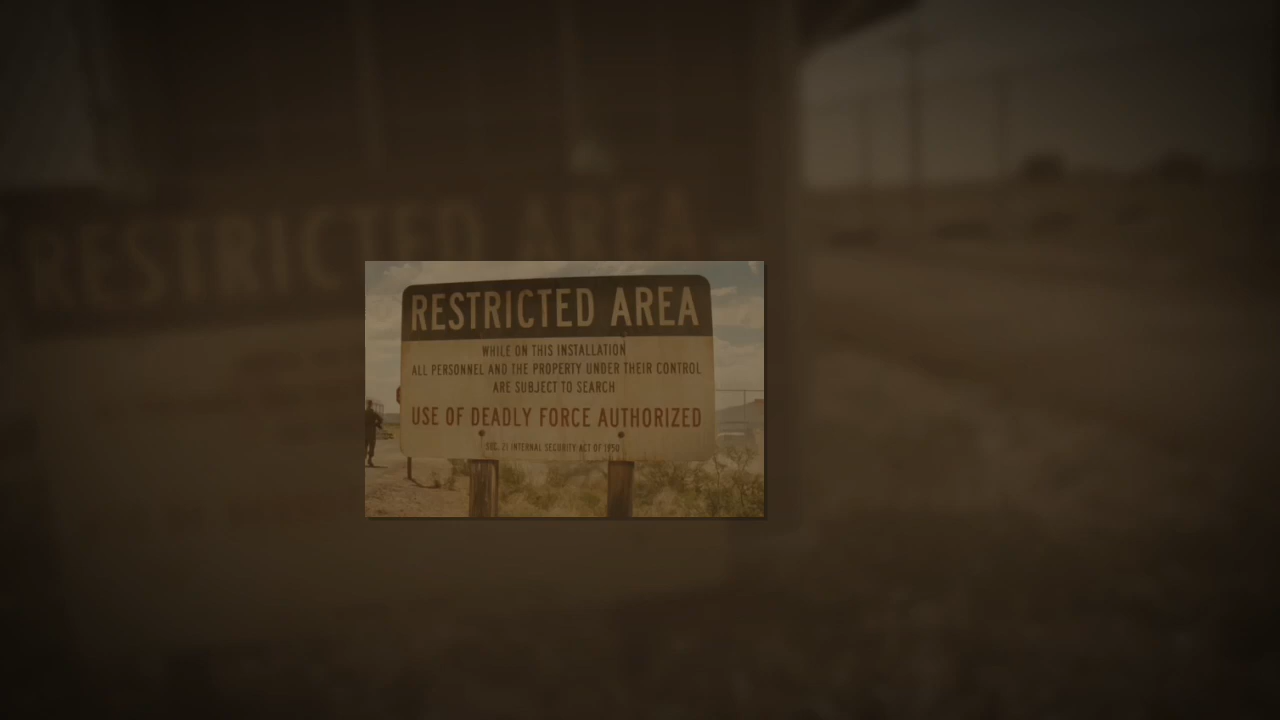 RESTRICTED AREA
RESTRICTED AREA
WHILE ON THIS INSTALLATION
ALL PERSONNEL AND THE PROPERTY UNDER THEIR CONTROL
ARE SUBJECT TO SEARCH
USE OF DEADLY FORCE AUTHORIZED
SEC. 21 INTERNAL SECURITY ACT OF 1950